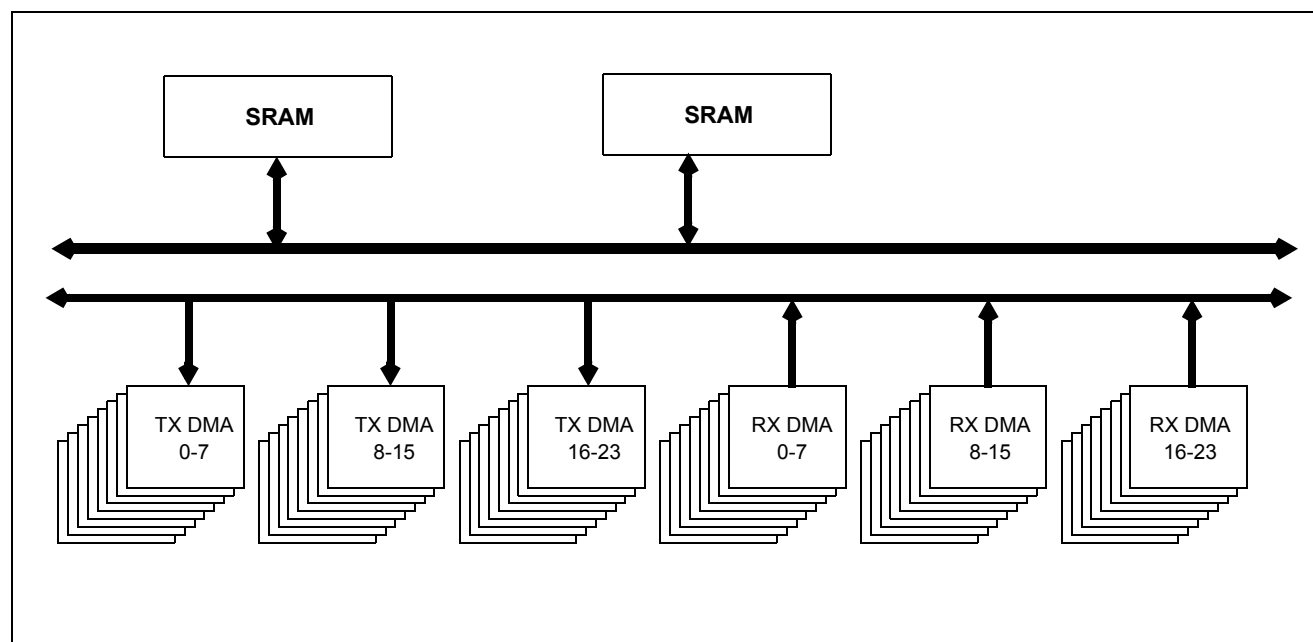 SRAM
SRAM
TX DMA
0-7
TX DMA
8-15
TX DMA
16-23
RX DMA
0-7
RX DMA
8-15
RX DMA
16-23